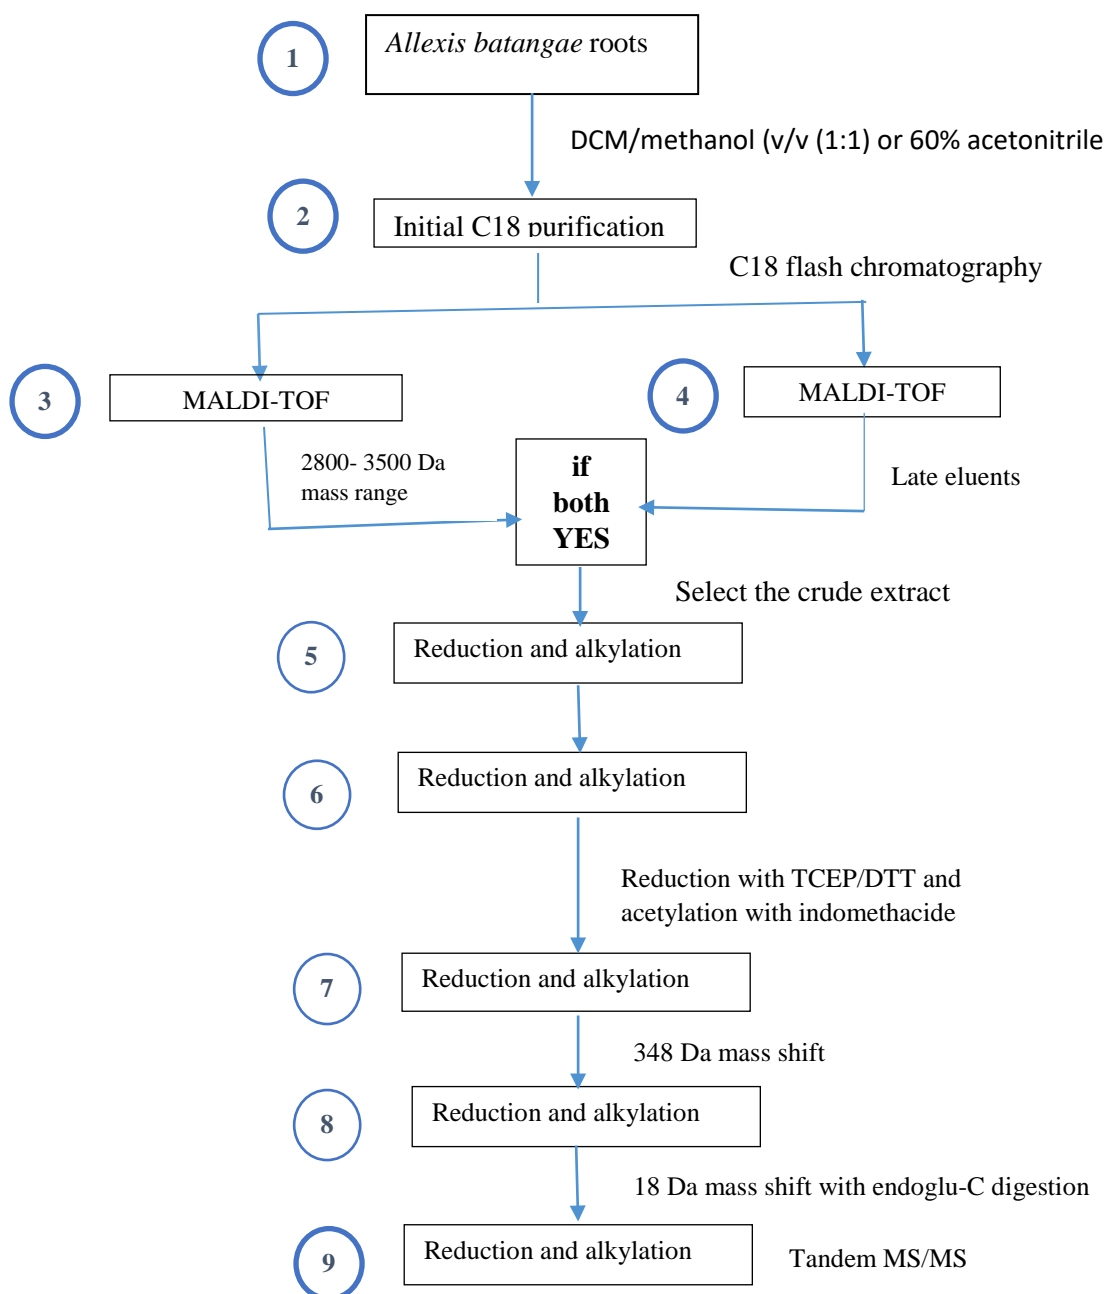 1
Allexis batangae roots
DCM/methanol (v/v (1:1) or 60% acetonitrile
2
Initial C18 purification
C18 flash chromatography
3
MALDI-TOF
4
MALDI-TOF
2800- 3500 Da
mass range
if
both
YES
Late eluents
Select the crude extract
5
Reduction and alkylation
6
Reduction and alkylation
Reduction with TCEP/DTT and
acetylation with indomethacide
7
Reduction and alkylation
348 Da mass shift
8
Reduction and alkylation
18 Da mass shift with endoglu-C digestion
9
Reduction and alkylation
Tandem MS/MS